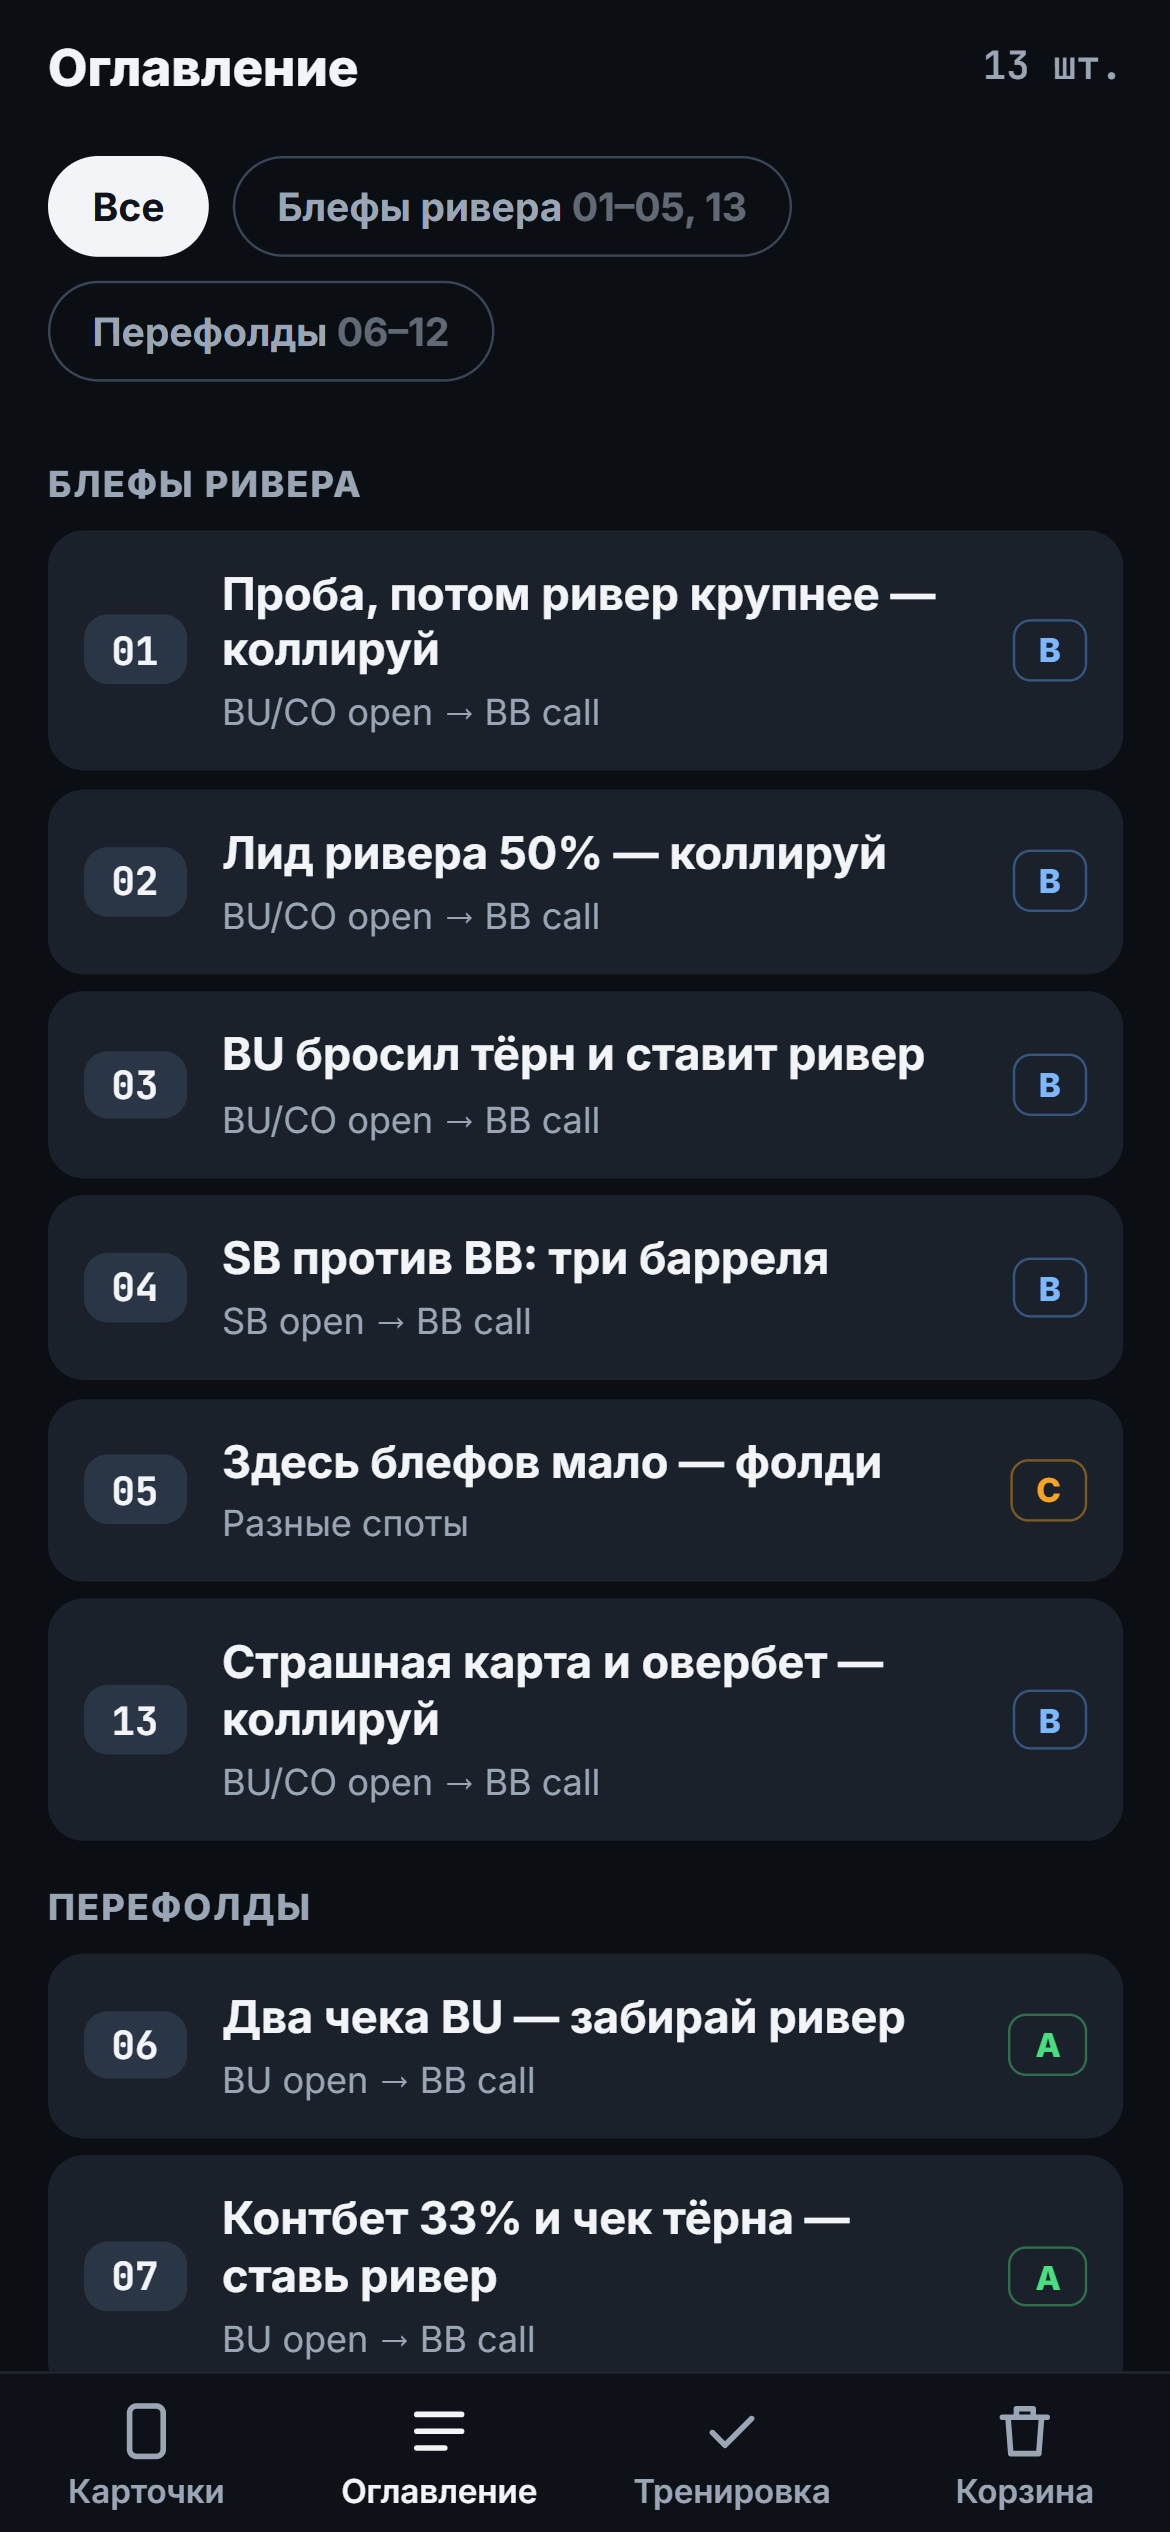 Оглавление
13 шт.
Все
Блефы ривера 01–05, 13
Перефолды 06–12
БЛЕФЫ РИВЕРА
01
Проба, потом ривер крупнее —
коллируй
BU/CO open → BB call
B
02
Лид ривера 50% — коллируй
BU/CO open → BB call
B
03
BU бросил тёрн и ставит ривер
BU/CO open → BB call
B
04
SB против BB: три барреля
SB open → BB call
B
05
Здесь блефов мало — фолди
Разные споты
C
13
Страшная карта и овербет —
коллируй
BU/CO open → BB call
B
ПЕРЕФОЛДЫ
06
Два чека BU — забирай ривер
BU open → BB call
A
07
Контбет 33% и чек тёрна —
ставь ривер
BU open → BB call
A
Карточки
Оглавление
Тренировка
Корзина